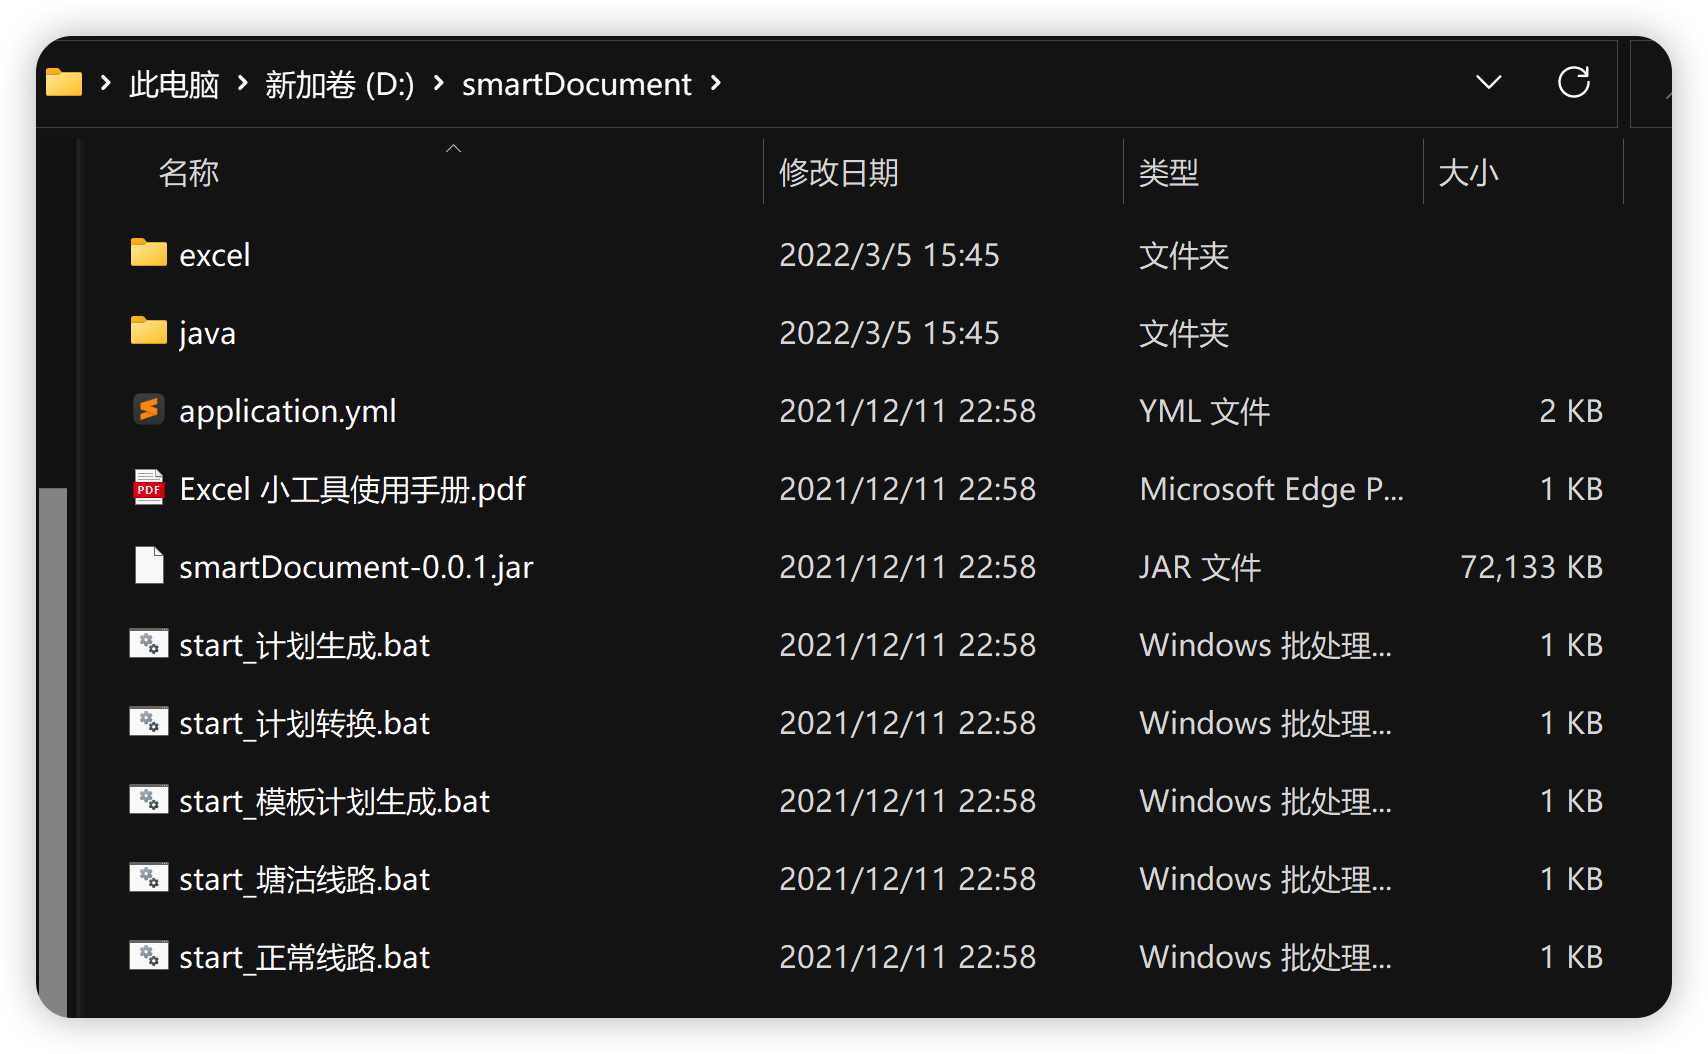 此电脑 > 新加卷 (D:) > smartDocument >
名称 修改日期 类型 大小
excel 2022/3/5 15:45 文件夹
java 2022/3/5 15:45 文件夹
application.yml 2021/12/11 22:58 YML 文件 2 KB
PDF Excel 小工具使用手册.pdf 2021/12/11 22:58 Microsoft Edge P... 1 KB
smartDocument-0.0.1.jar 2021/12/11 22:58 JAR 文件 72,133 KB
start_计划生成.bat 2021/12/11 22:58 Windows 批处理... 1 KB
start_计划转换.bat 2021/12/11 22:58 Windows 批处理... 1 KB
start_模板计划生成.bat 2021/12/11 22:58 Windows 批处理... 1 KB
start_塘沽线路.bat 2021/12/11 22:58 Windows 批处理... 1 KB
start_正常线路.bat 2021/12/11 22:58 Windows 批处理... 1 KB